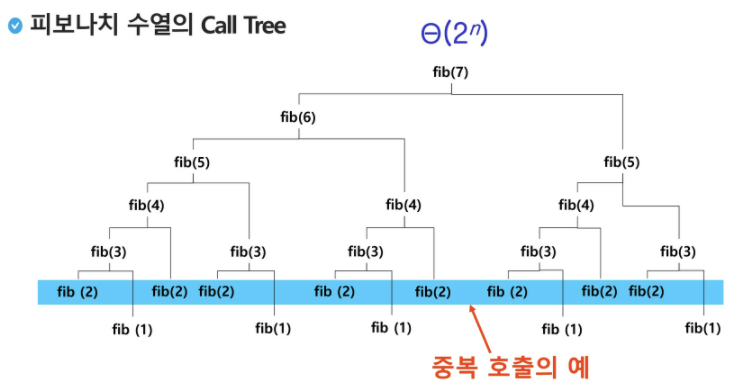 피보나치 수열의 Call Tree
Θ(2ⁿ)
fib(7)
fib(6)
fib(5) fib(5)
fib(4) fib(4) fib(4)
fib(3) fib(3) fib(3) fib(3) fib(3)
fib (2) fib(2) fib(2) fib (2) fib(2) fib (2) fib(2) fib(2)
fib (1) fib(1) fib (1) fib (1) fib(1)
중복 호출의 예